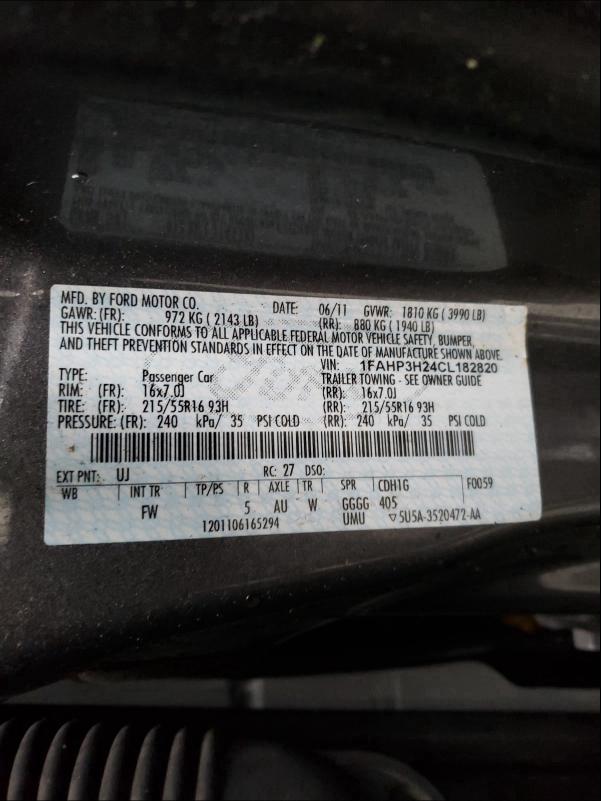 MFD. BY FORD MOTOR CO.
DATE: 06/11 GVWR: 1810 KG ( 3990 LB)
GAWR: (FR): 972 KG ( 2143 LB) (RR): 880 KG ( 1940 LB)
THIS VEHICLE CONFORMS TO ALL APPLICABLE FEDERAL MOTOR VEHICLE SAFETY, BUMPER,
AND THEFT PREVENTION STANDARDS IN EFFECT ON THE DATE OF MANUFACTURE SHOWN ABOVE
VIN: 1FAHP3H24CL182820
TYPE: Passenger Car TRAILER TOWING - SEE OWNER GUIDE
RIM: (FR): 16x7.0J (RR): 16x7.0J
TIRE: (FR): 215/55R16 93H (RR): 215/55R16 93H
PRESSURE: (FR): 240 kPa/ 35 PSI COLD (RR): 240 kPa/ 35 PSI COLD
EXT PNT: UJ RC: 27 DSO:
WB INT TR TP/PS R AXLE TR SPR CDH1G F0059
FW 5 AU W GGGG 405
1201106165294 UMU ▽5U5A-3520472-AA